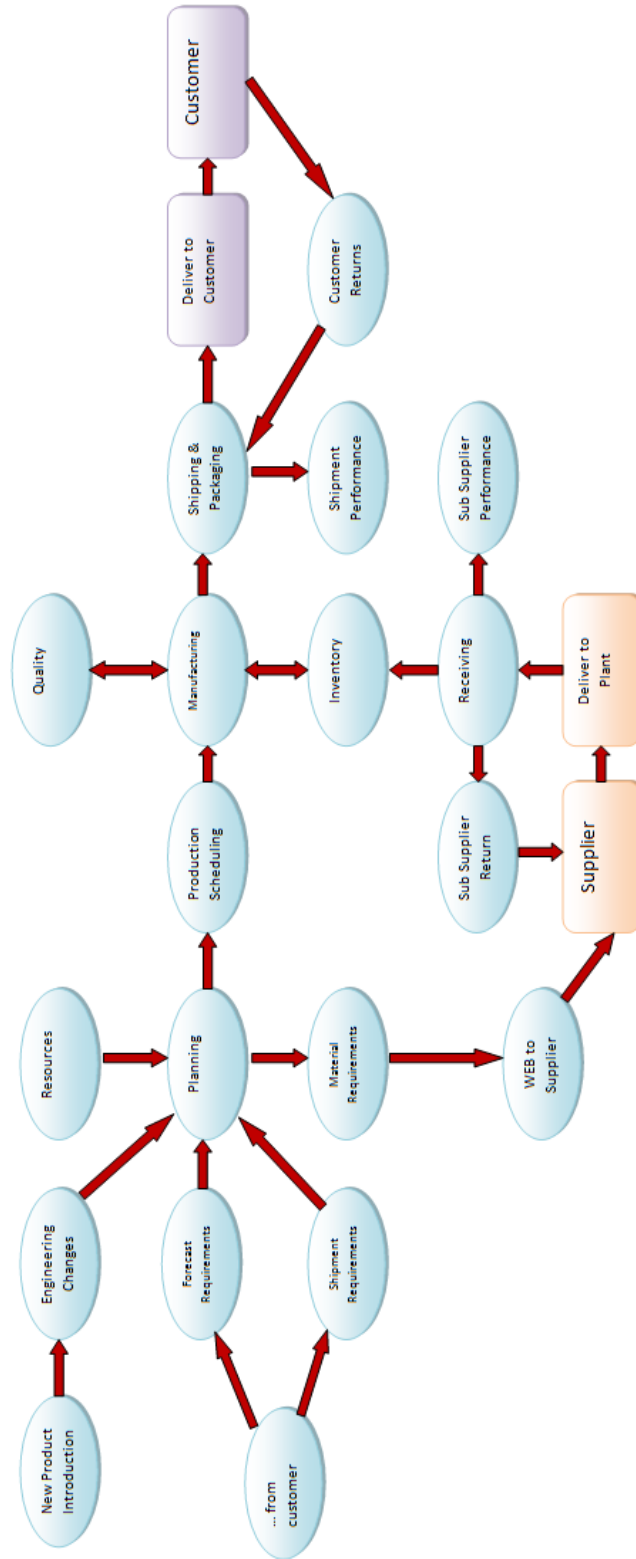 New Product
Introduction
Engineering
Changes
Resources
Quality
... from
customer
Forecast
Requirements
Planning
Production
Scheduling
Manufacturing
Shipping &
Packaging
Deliver to
Customer
Customer
Shipment
Requirements
Material
Requirements
Inventory
Shipment
Performance
Customer
Returns
Sub Supplier
Return
Receiving
Sub Supplier
Performance
WEB to
Supplier
Supplier
Deliver to
Plant